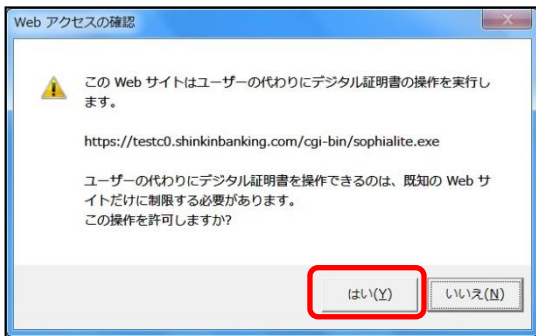 Web アクセスの確認
この Web サイトはユーザーの代わりにデジタル証明書の操作を実行し
ます。
https://testc0.shinkinbanking.com/cgi-bin/sophialite.exe
ユーザーの代わりにデジタル証明書を操作できるのは、既知の Web サ
イトだけに制限する必要があります。
この操作を許可しますか?
はい(Y) いいえ(N)